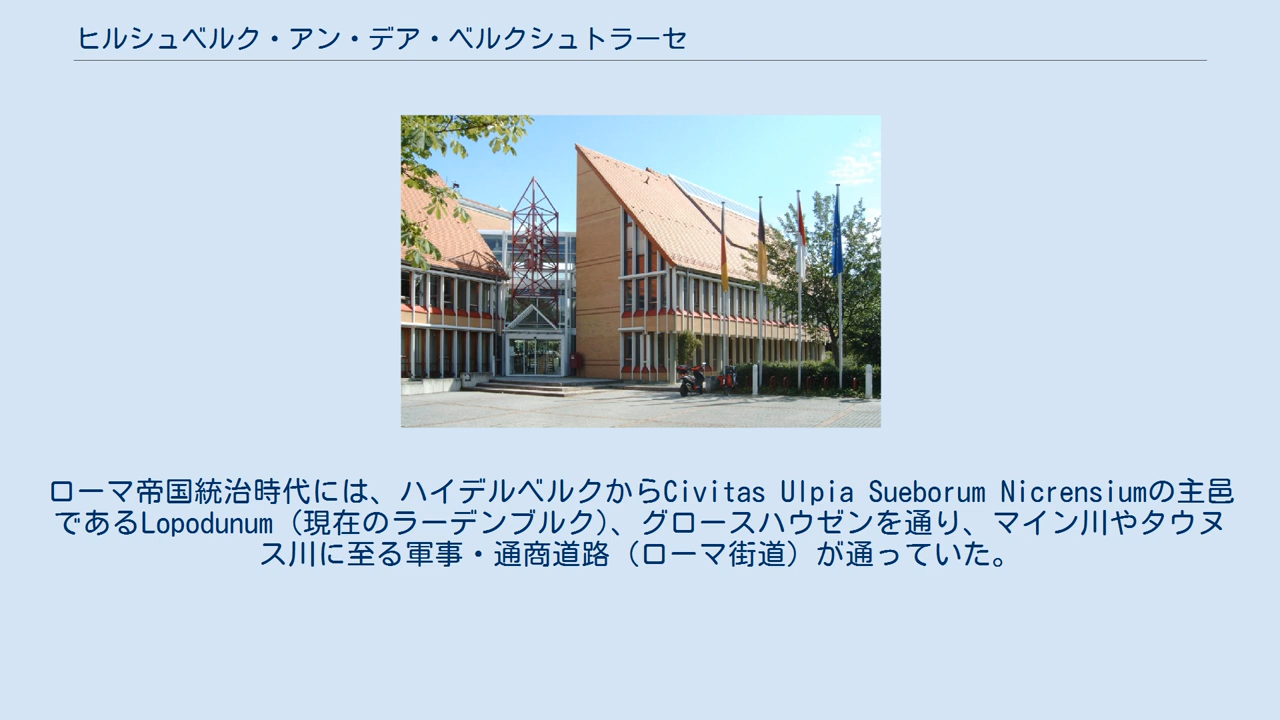 ヒルシュベルク・アン・デア・ベルクシュトラーセ
ローマ帝国統治時代には、ハイデルベルクからCivitas Ulpia Sueborum Nicrensiumの主邑
であるLopodunum（現在のラーデンブルク）、グロースハウゼンを通り、マイン川やタウヌ
ス川に至る軍事・通商道路（ローマ街道）が通っていた。